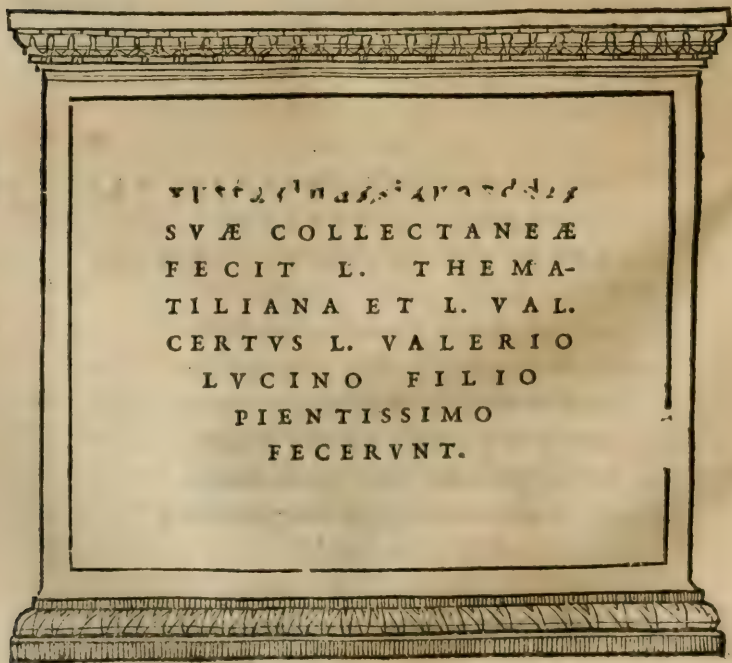 SVÆ COLLECTANEÆ
FECIT L. THEMA-
TILIANA ET L. VAL.
CERTVS L. VALERIO
LVCINO FILIO
PIENTISSIMO
FECERVNT.